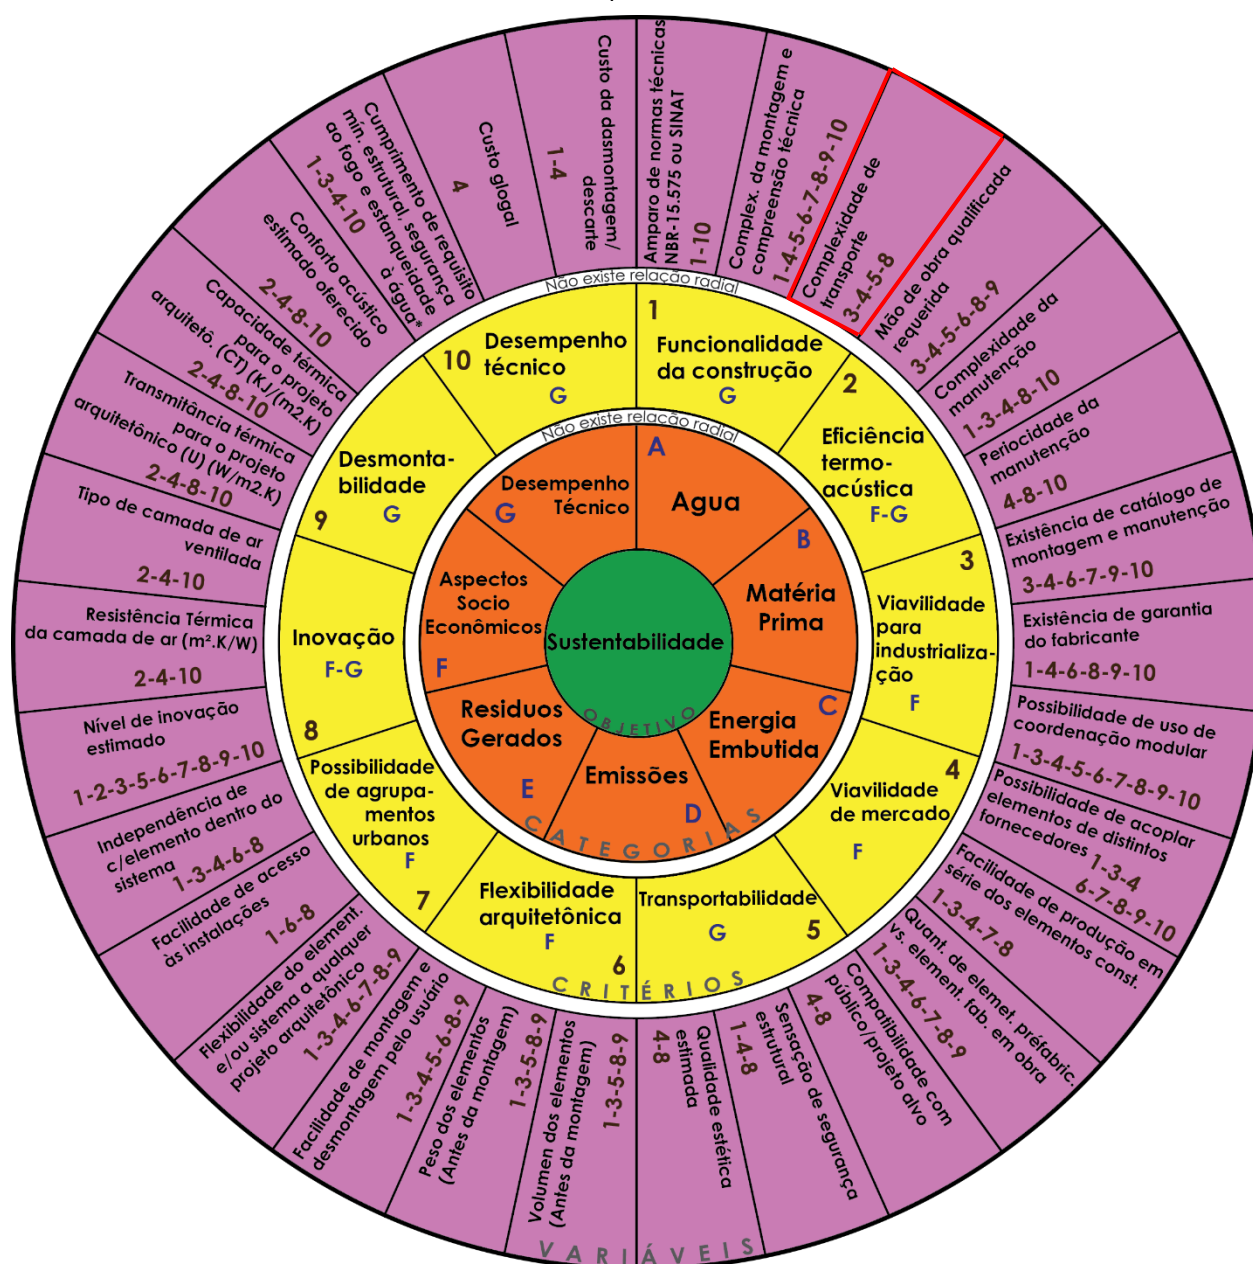 Sustentabilidade
OBJETIVO
A
Agua
B
Matéria
Prima
C
Energia
Embutida
Emissões
D
Residuos
Gerados
E
Aspectos
Socio
Econômicos
F
Desempenho
Técnico
G
CATEGORIAS
Não existe relação radial
1
Funcionalidade
da construção
G
2
Eficiência
termo-
acústica
F-G
3
Viavilidade
para
industrializa-
ção
F
4
Viavilidade
de mercado
F
Transportabilidade
G
5
Flexibilidade
arquitetônica
F
6
Possibilidade
de agrupa-
mentos
urbanos
F
7
Inovação
F-G
8
Desmonta-
bilidade
G
9
10
Desempenho
técnico
G
CRITÉRIOS
Não existe relação radial
Amparo de normas técnicas
NBR-15.575 ou SINAT
1-10
Complex. da montagem e
compreensão técnica
1-4-5-6-7-8-9-10
Complexidade de
transporte
3-4-5-8
Mão de obra qualificada
requerida
3-4-5-6-8-9
Complexidade da
manutenção
1-3-4-8-10
Periocidade da
manutenção
4-8-10
Existência de catálogo de
montagem e manutenção
3-4-6-7-9-10
Existência de garantia
do fabricante
1-4-6-8-9-10
Possibilidade de uso de
coordenação modular
1-3-4-5-6-7-8-9-10
Possibilidade de acoplar
elementos de distintos
fornecedores 1-3-4
6-7-8-9-10
Facilidade de produção em
série dos elementos const.
1-3-4-7-8
Quant. de elemet. préfabric.
vs. element. fab. em obra
1-3-4-6-7-8-9
Compatibilidade com
público/projeto alvo
4-8
Sensação de segurança
estrutural
1-4-8
Qualidade estética
estimada
4-8
Volumen dos elementos
(Antes da montagem)
1-3-5-8-9
Peso dos elementos
(Antes da montagem)
1-3-5-8-9
Facilidade de montagem e
desmontagem pelo usuário
1-3-4-5-6-8-9
Flexibilidade do element.
e/ou sistema a qualquer
projeto arquitetônico
1-3-4-6-7-8-9
Facilidade de acesso
às instalações
1-6-8
Independência de
c/elemento dentro do
sistema
1-3-4-6-8
Nível de inovação
estimado
1-2-3-5-6-7-8-9-10
Resistência Térmica
da camada de ar (m².K/W)
2-4-10
Tipo de camada de ar
ventilada
2-4-10
Transmitância térmica
para o projeto
arquitetônico (U) (W/m2.K)
2-4-8-10
Capacidade térmica
para o projeto
arquitetô. (CT) (KJ/(m2.K)
2-4-8-10
Conforto acústico
estimado oferecido
2-4-8-10
Cumprimento de requisito
min. estrutural. segurança
ao fogo e estanqueidade
à água*
1-3-4-10
Custo glogal
4
Custo da dasmontagem/
descarte
1-4
VARIÁVEIS